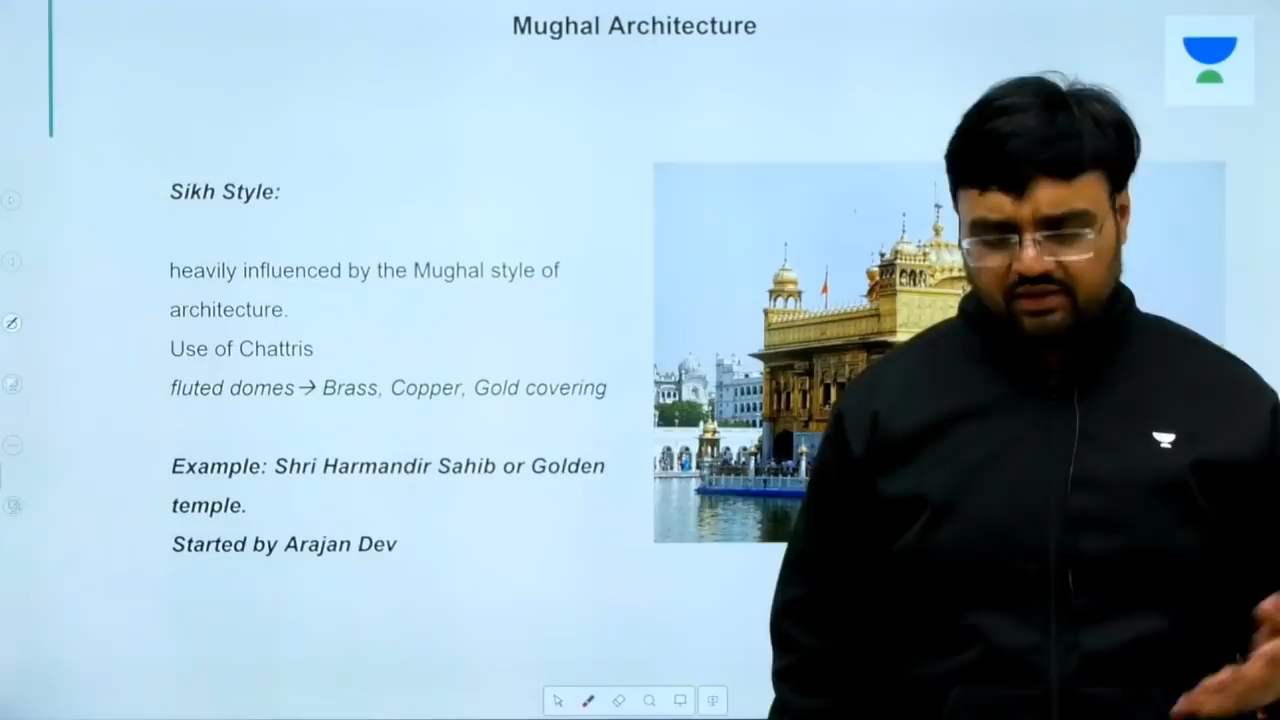 Mughal Architecture
Sikh Style:
heavily influenced by the Mughal style of
architecture.
Use of Chattris
fluted domes→ Brass, Copper, Gold covering
Example: Shri Harmandir Sahib or Golden
temple.
Started by Arajan Dev